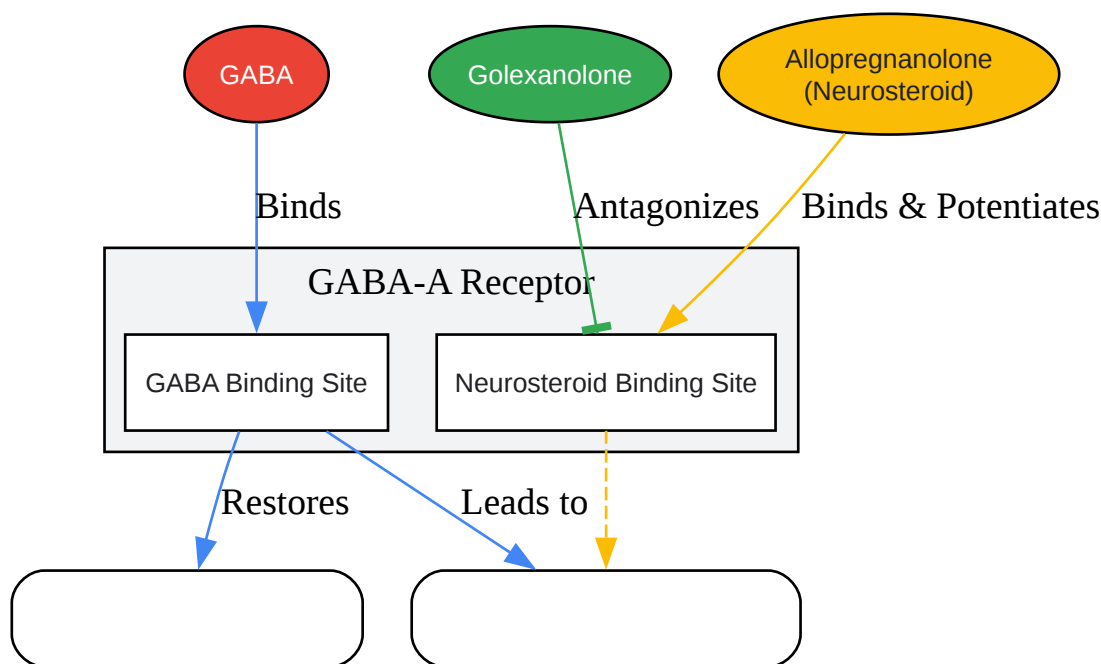 GABA
Golexanolone
Allopregnanolone
(Neurosteroid)
Binds
Antagonizes
Binds & Potentiates
GABA-A Receptor
GABA Binding Site
Neurosteroid Binding Site
Restores
Leads to